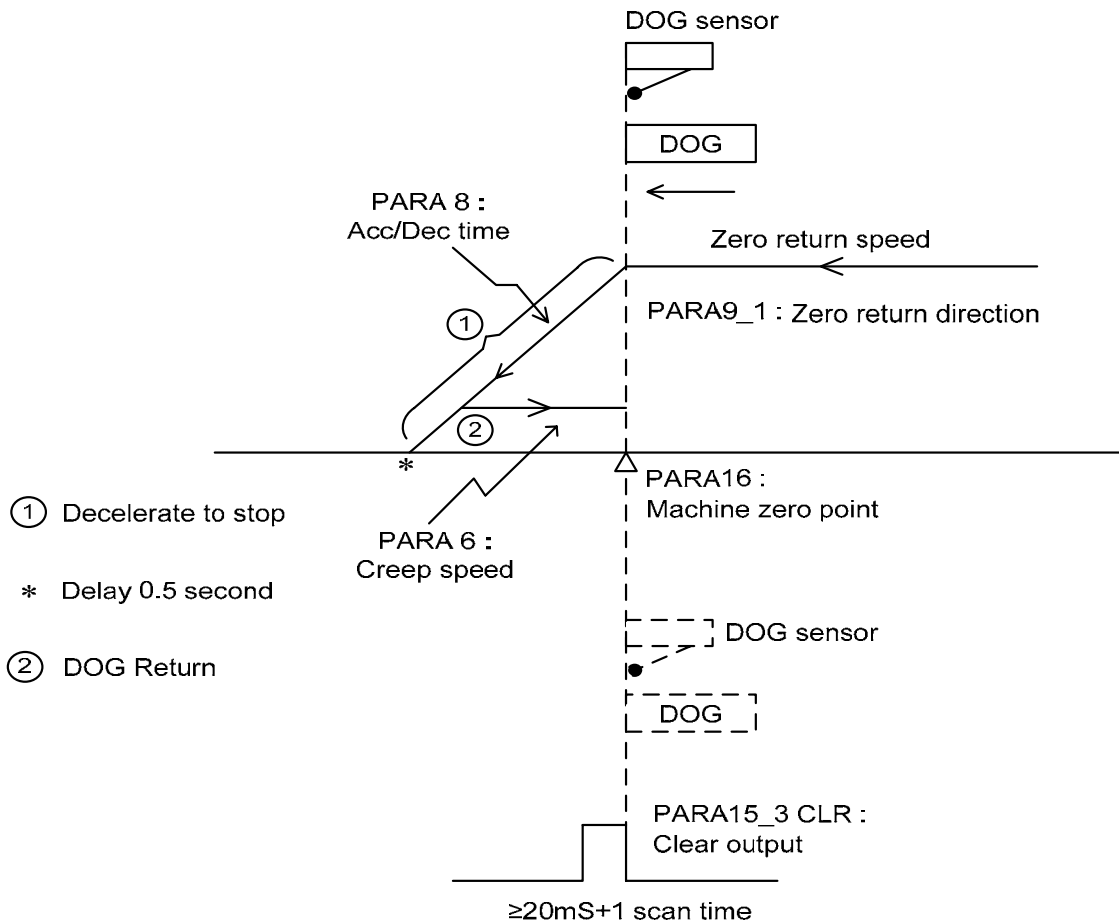 DOG sensor
DOG
PARA 8 :
Acc/Dec time
Zero return speed
PARA9_1 : Zero return direction
1
2
*
PARA16 :
Machine zero point
1 Decelerate to stop
PARA 6 :
Creep speed
* Delay 0.5 second
DOG sensor
2 DOG Return
DOG
PARA15_3 CLR :
Clear output
≥20mS+1 scan time